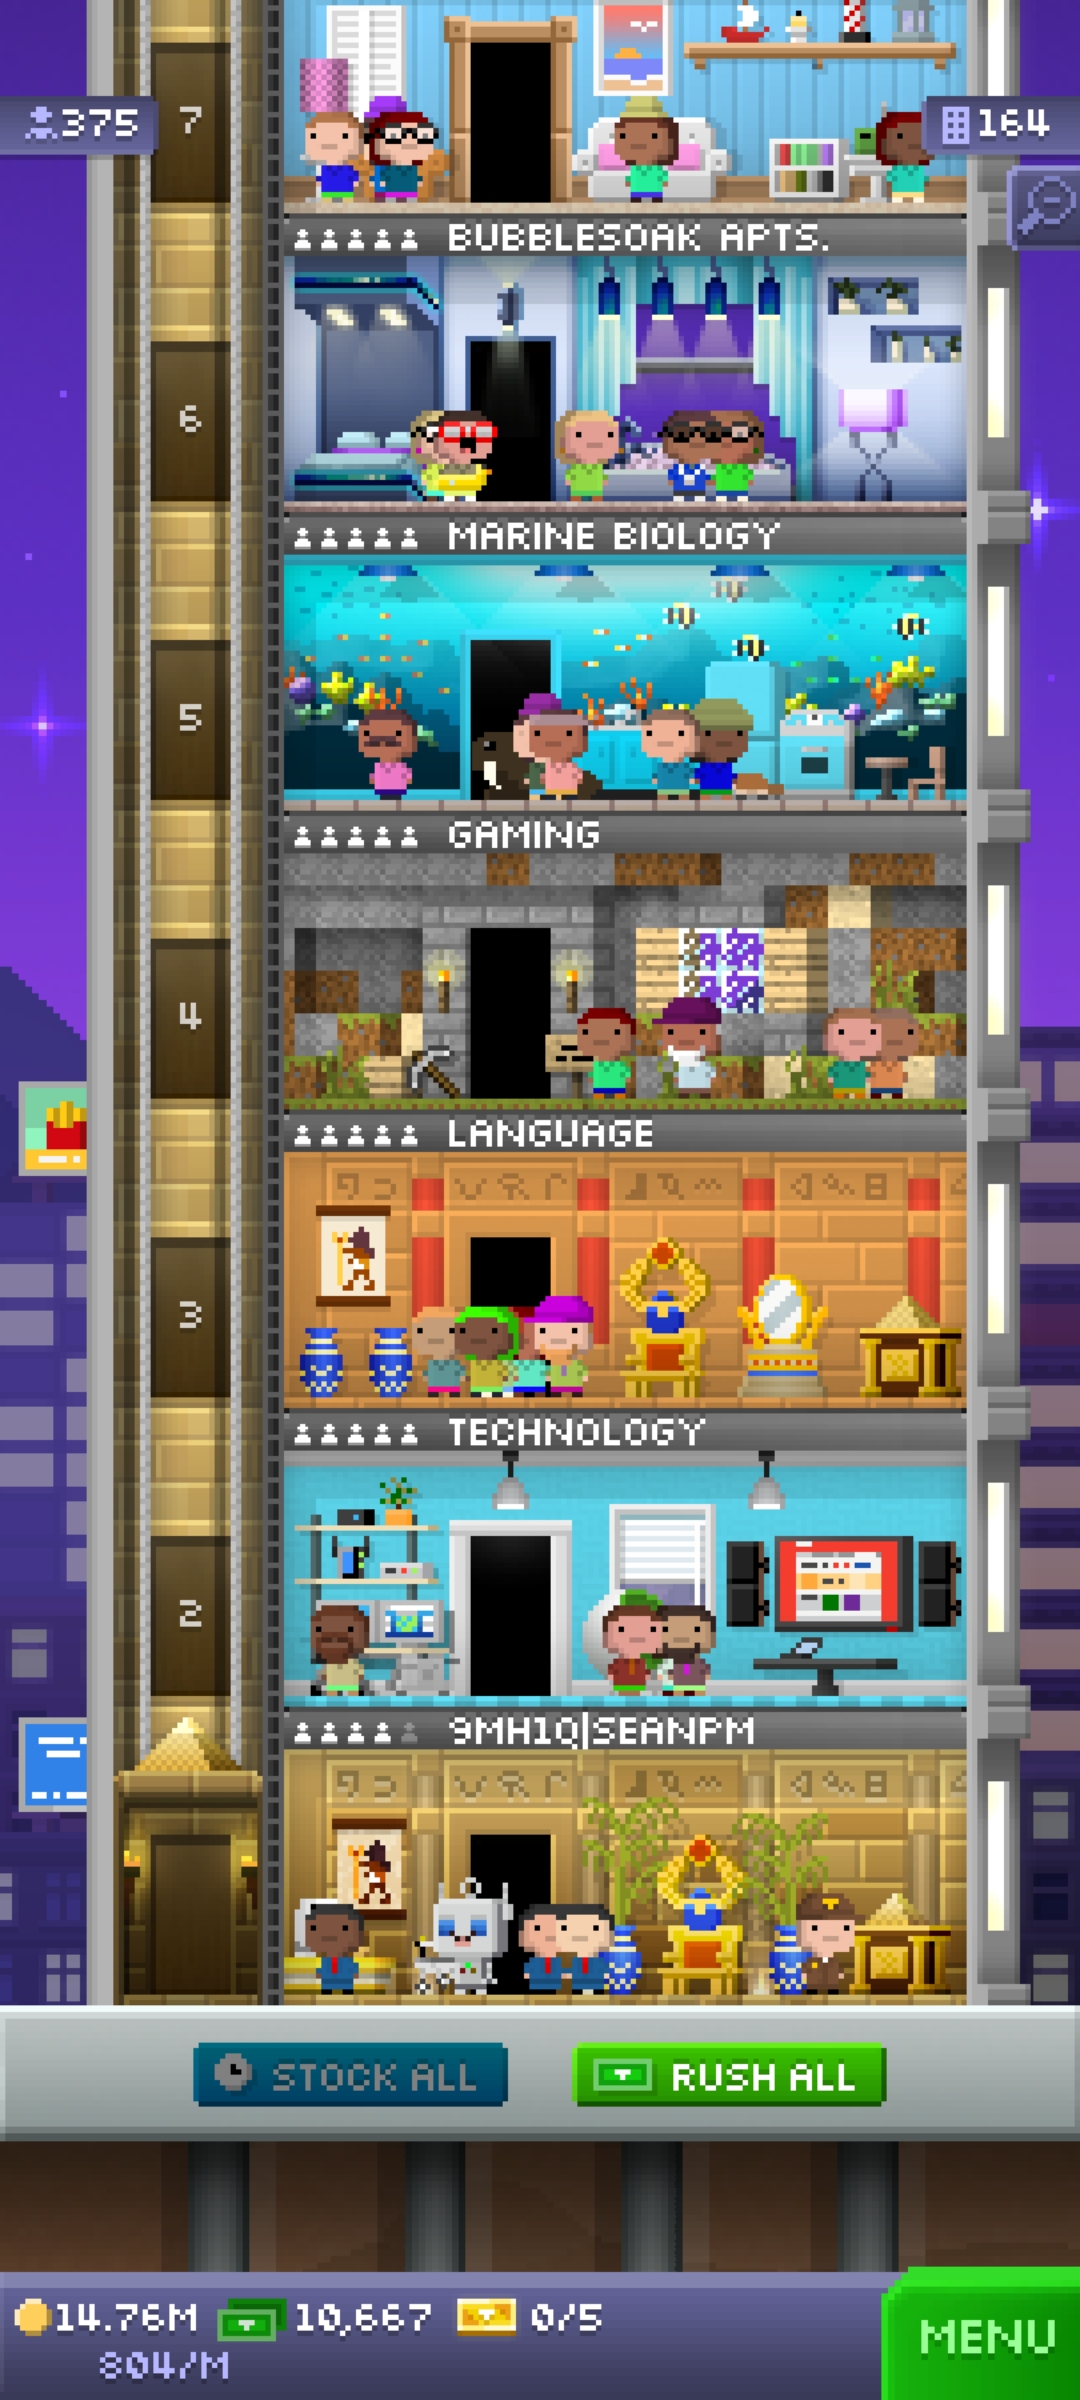 375
7
164
BUBBLESOAK APTS.
6
MARINE BIOLOGY
5
GAMING
4
LANGUAGE
3
TECHNOLOGY
2
9MH1Q|SEANPM
STOCK ALL
RUSH ALL
14.76M
10,667
0/5
804/M
MENU